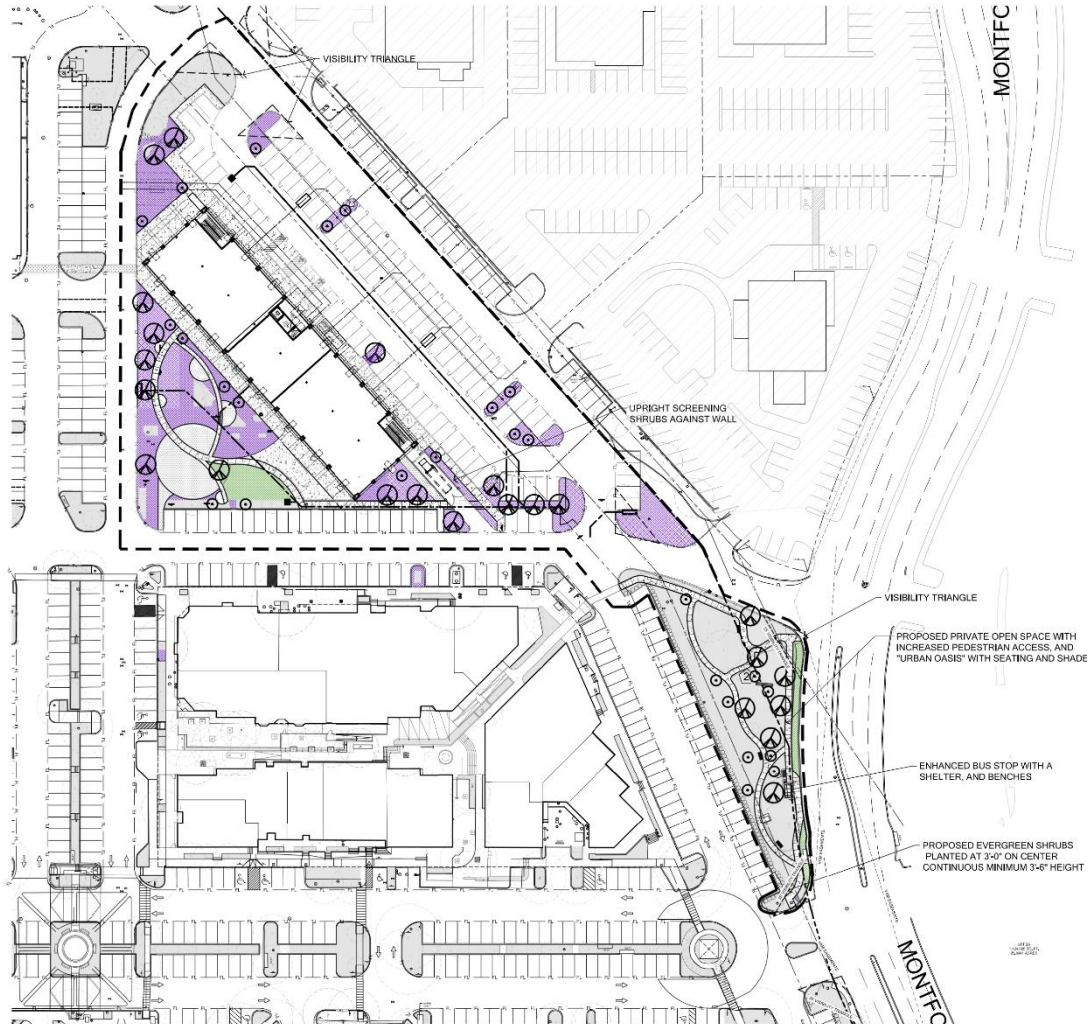 MONTFC
VISIBILITY TRIANGLE
UPRIGHT SCREENING
SHRUBS AGAINST WALL
VISIBILITY TRIANGLE
PROPOSED PRIVATE OPEN SPACE WITH
INCREASED PEDESTRIAN ACCESS, AND
"URBAN OASIS" WITH SEATING AND SHADE
ENHANCED BUS STOP WITH A
SHELTER, AND BENCHES
PROPOSED EVERGREEN SHRUBS
PLANTED AT 3'-0" ON CENTER
CONTINUOUS MINIMUM 3'-6" HEIGHT
MONTFC